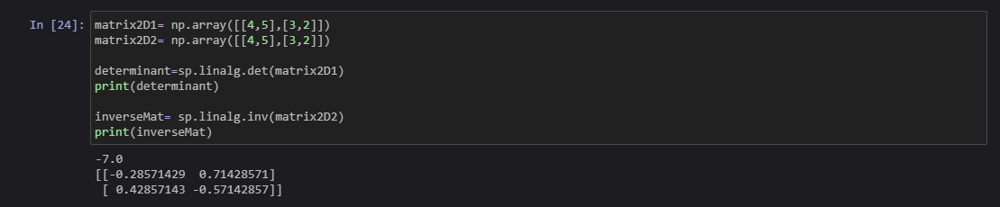 In [24]: matrix2D1= np.array([[4,5],[3,2]])
matrix2D2= np.array([[4,5],[3,2]])
determinant=sp.linalg.det(matrix2D1)
print(determinant)
inverseMat= sp.linalg.inv(matrix2D2)
print(inverseMat)
-7.0
[[-0.28571429  0.71428571]
 [ 0.42857143 -0.57142857]]